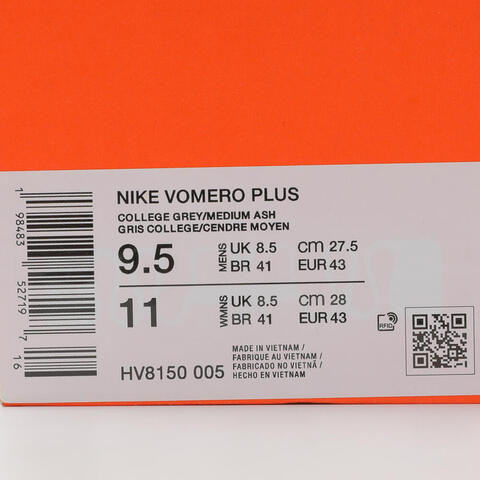 NIKE VOMERO PLUS
COLLEGE GREY/MEDIUM ASH
GRIS COLLEGE/CENDRE MOYEN
9.5 MENS UK 8.5 CM 27.5
BR 41 EUR 43
11 WMNS UK 8.5 CM 28
BR 41 EUR 43
HV8150 005
MADE IN VIETNAM /
FABRIQUE AU VIETNAM /
FABRICADO NO VIETNÃ /
HECHO EN VIETNAM
RFID
1 98483 52719 7 16